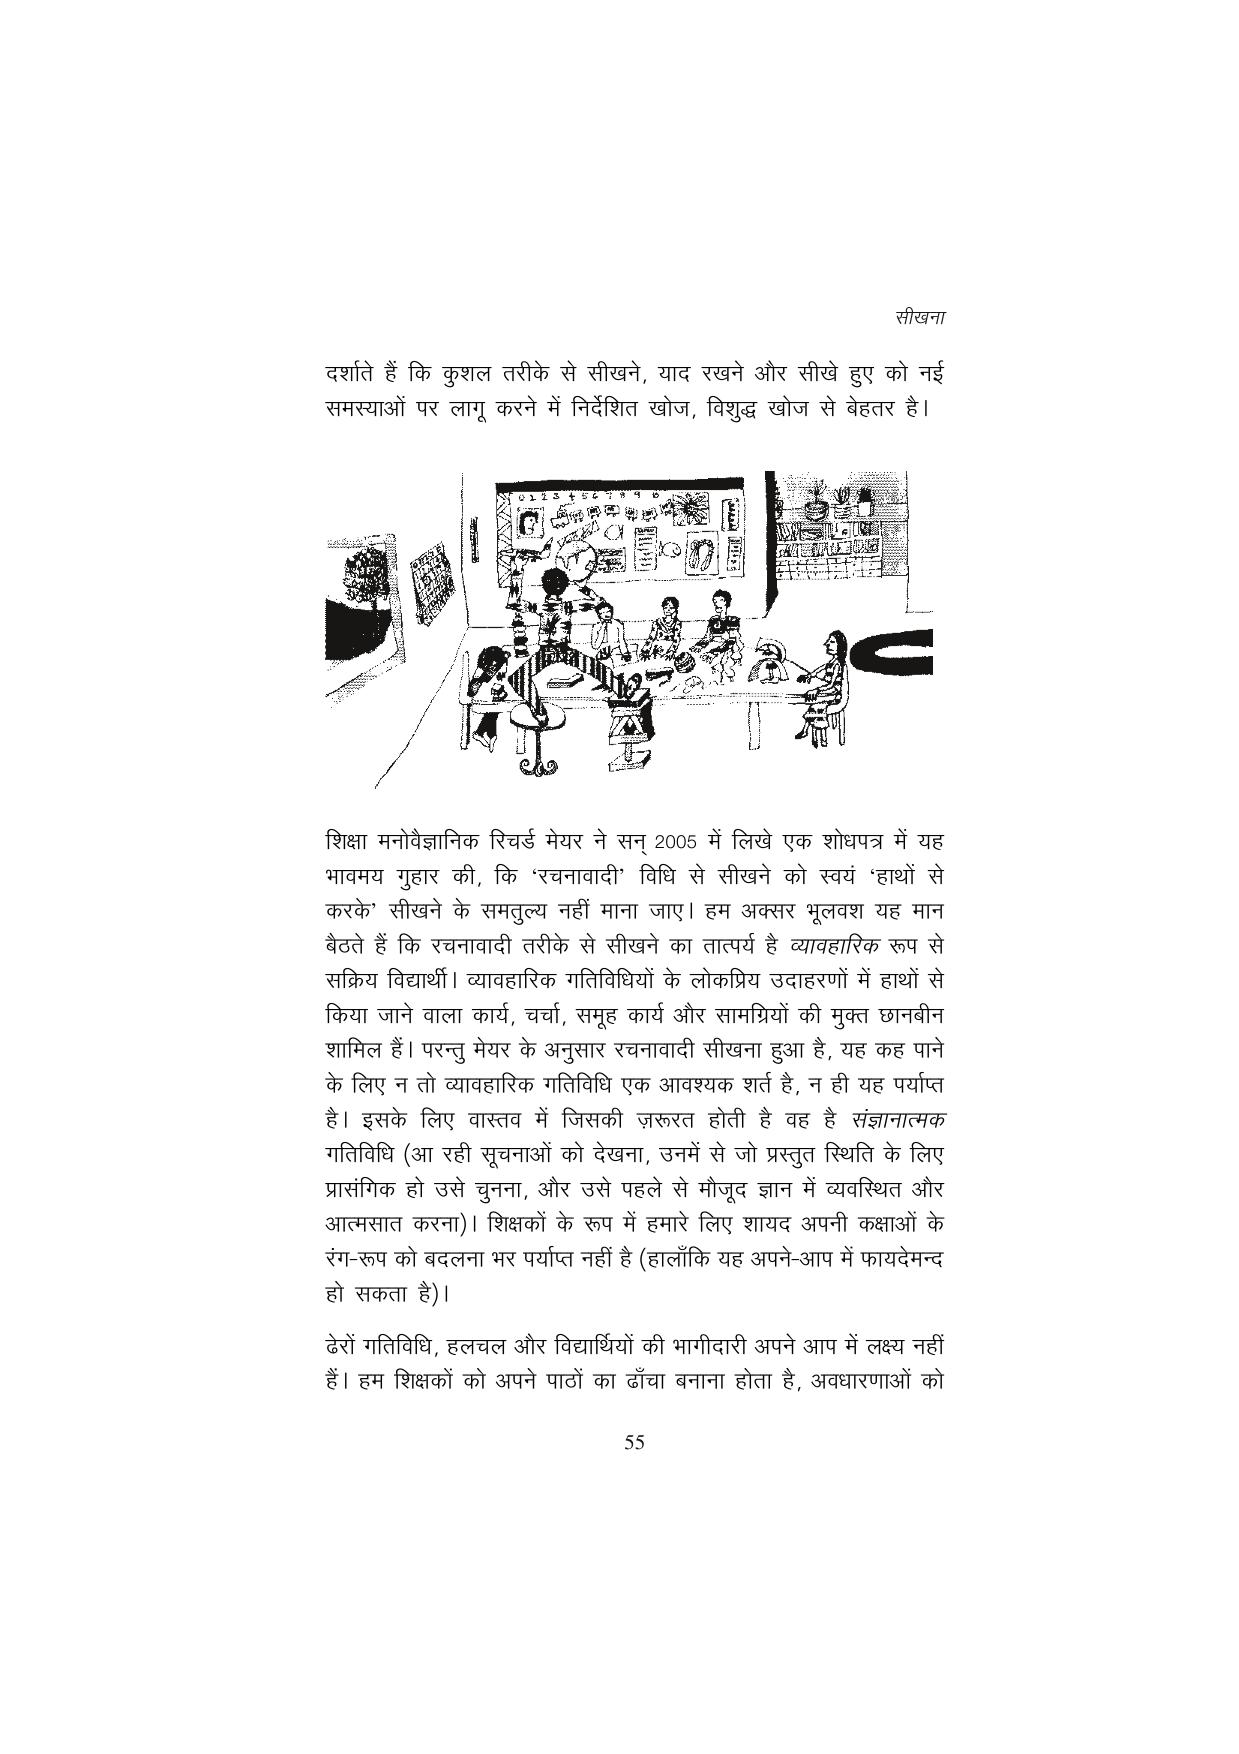 सीखना
दर्शाते हैं कि कुशल तरीके से सीखने, याद रखने और सीखे हुए को नई
समस्याओं पर लागू करने में निर्देशित खोज, विशुद्ध खोज से बेहतर है।
0 1 2 3 4 5 6 7 8 9
शिक्षा मनोवैज्ञानिक रिचर्ड मेयर ने सन् 2005 में लिखे एक शोधपत्र में यह
भावमय गुहार की, कि ‘रचनावादी’ विधि से सीखने को स्वयं ‘हाथों से
करके’ सीखने के समतुल्य नहीं माना जाए। हम अक्सर भूलवश यह मान
बैठते हैं कि रचनावादी तरीके से सीखने का तात्पर्य है व्यावहारिक रूप से
सक्रिय विद्यार्थी। व्यावहारिक गतिविधियों के लोकप्रिय उदाहरणों में हाथों से
किया जाने वाला कार्य, चर्चा, समूह कार्य और सामग्रियों की मुक्त छानबीन
शामिल हैं। परन्तु मेयर के अनुसार रचनावादी सीखना हुआ है, यह कह पाने
के लिए न तो व्यावहारिक गतिविधि एक आवश्यक शर्त है, न ही यह पर्याप्त
है। इसके लिए वास्तव में जिसकी ज़रूरत होती है वह है संज्ञानात्मक
गतिविधि (आ रही सूचनाओं को देखना, उनमें से जो प्रस्तुत स्थिति के लिए
प्रासंगिक हो उसे चुनना, और उसे पहले से मौजूद ज्ञान में व्यवस्थित और
आत्मसात करना)। शिक्षकों के रूप में हमारे लिए शायद अपनी कक्षाओं के
रंग-रूप को बदलना भर पर्याप्त नहीं है (हालाँकि यह अपने-आप में फायदेमन्द
हो सकता है)।
ढेरों गतिविधि, हलचल और विद्यार्थियों की भागीदारी अपने आप में लक्ष्य नहीं
हैं। हम शिक्षकों को अपने पाठों का ढाँचा बनाना होता है, अवधारणाओं को
55